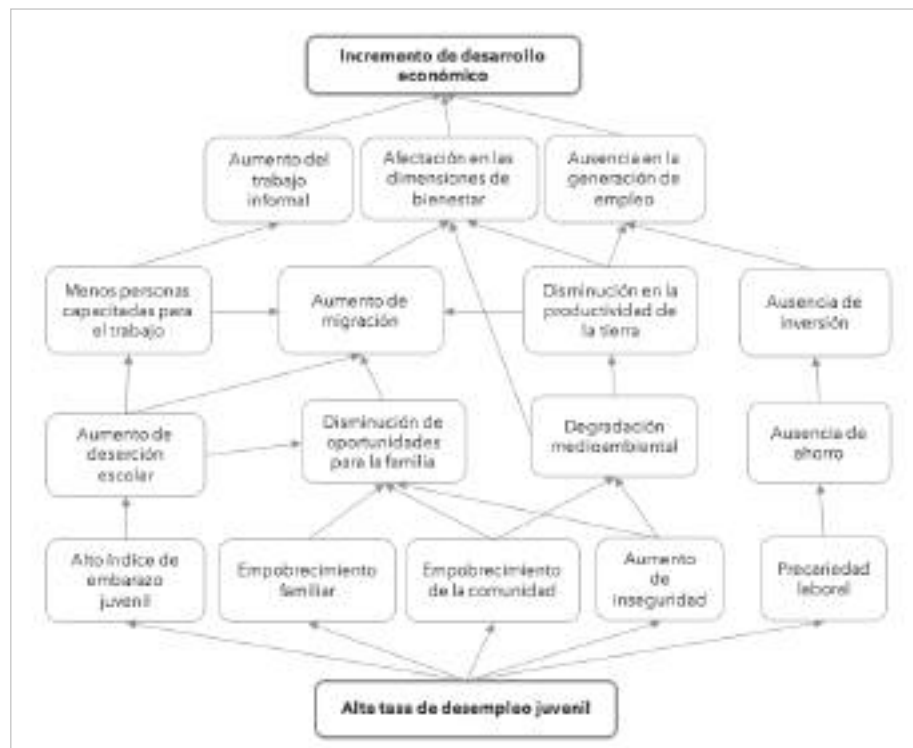 Incremento de desarrollo
económico
Aumento del
trabajo
informal
Afectación en las
dimensiones de
bienestar
Ausencia en la
generación de
empleo
Menos personas
capacitadas para
el trabajo
Aumento de
migración
Disminución en la
productividad de
la tierra
Ausencia de
inversión
Aumento de
deserción
escolar
Disminución de
oportunidades
para la familia
Degradación
medioambiental
Ausencia de
ahorro
Alto índice de
embarazo
juvenil
Empobrecimiento
familiar
Empobrecimiento
de la comunidad
Aumento
de
inseguridad
Precariedad
laboral
Alta tasa de desempleo juvenil